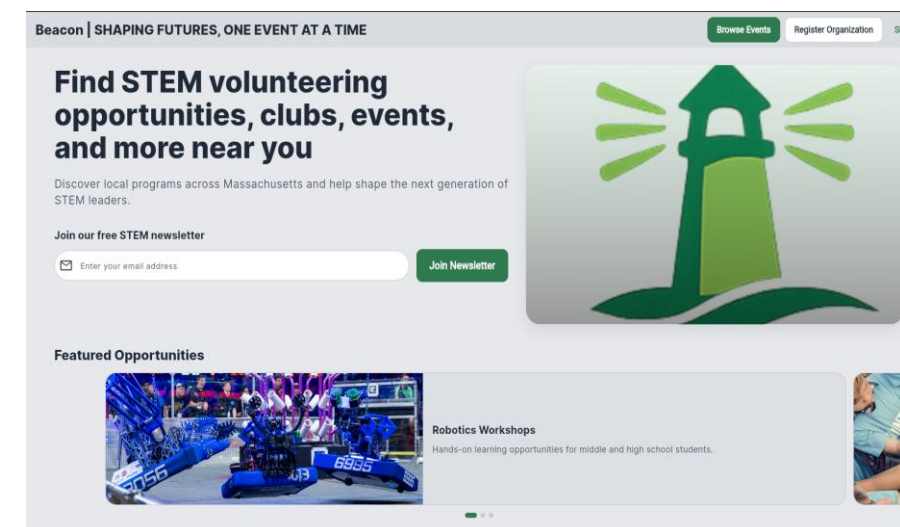 Beacon | SHAPING FUTURES, ONE EVENT AT A TIME
Browse Events
Register Organization
Find STEM volunteering
opportunities, clubs, events,
and more near you
Discover local programs across Massachusetts and help shape the next generation of
STEM leaders.
Join our free STEM newsletter
Enter your email address
Join Newsletter
Featured Opportunities
Robotics Workshops
Hands-on learning opportunities for middle and high school students.
6995